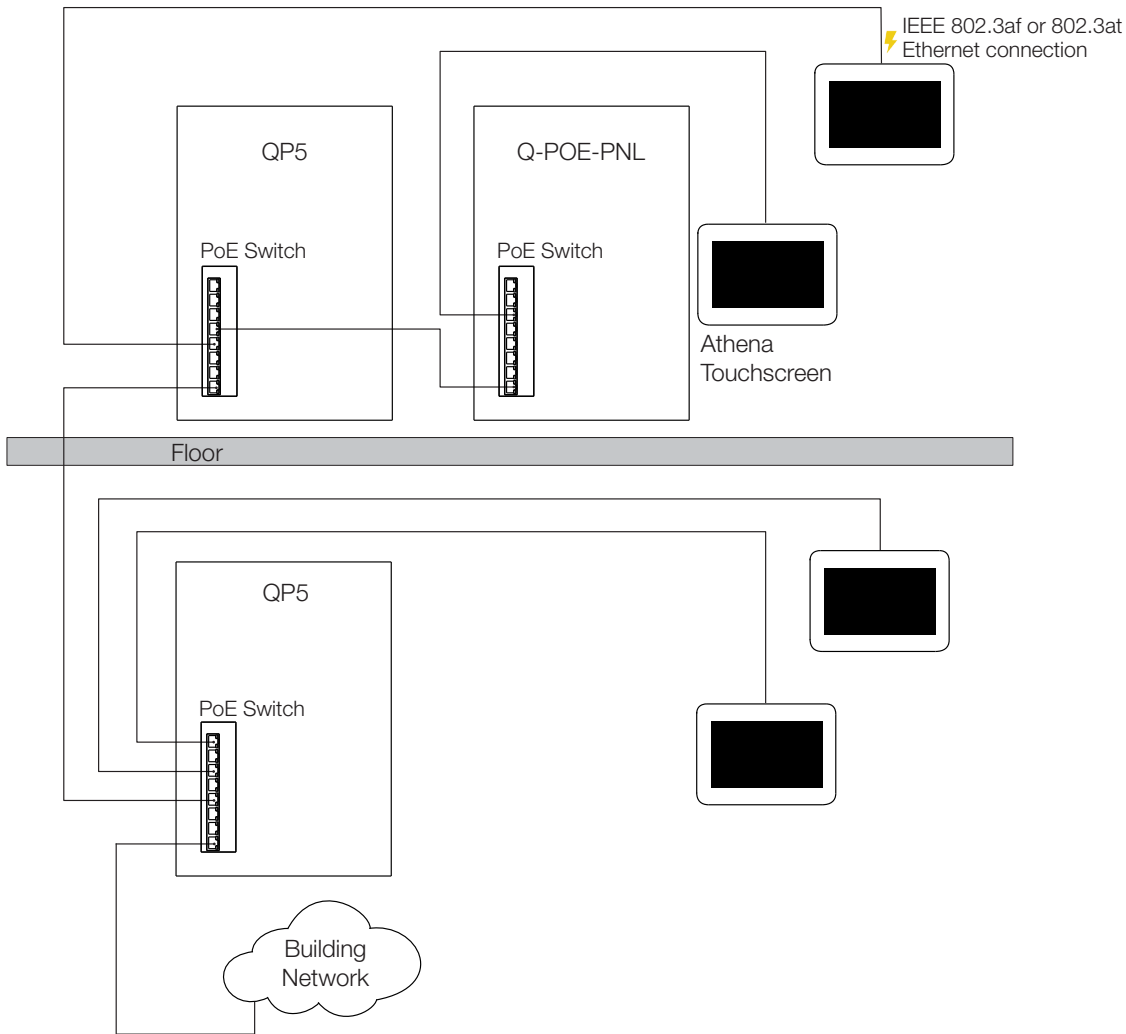 IEEE 802.3af or 802.3at
Ethernet connection
QP5
Q-POE-PNL
PoE Switch
PoE Switch
Athena
Touchscreen
Floor
QP5
PoE Switch
Building
Network